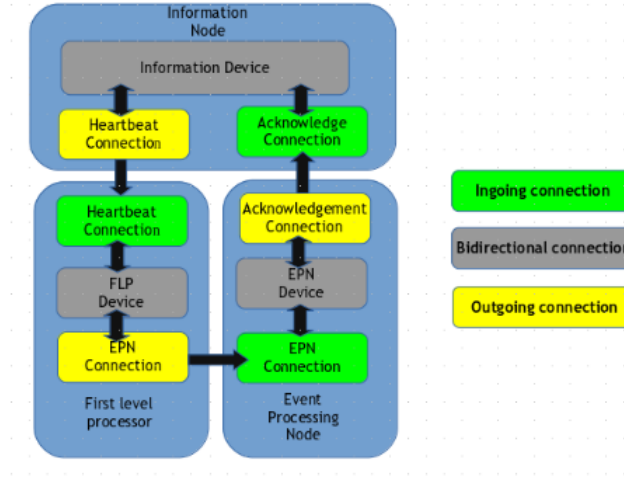 Information
Node
Information Device
Heartbeat
Connection
Acknowledge
Connection
Heartbeat
Connection
FLP
Device
EPN
Connection
First level
processor
Acknowledgement
Connection
EPN
Device
EPN
Connection
Event
Processing
Node
Ingoing connection
Bidirectional connection
Outgoing connection